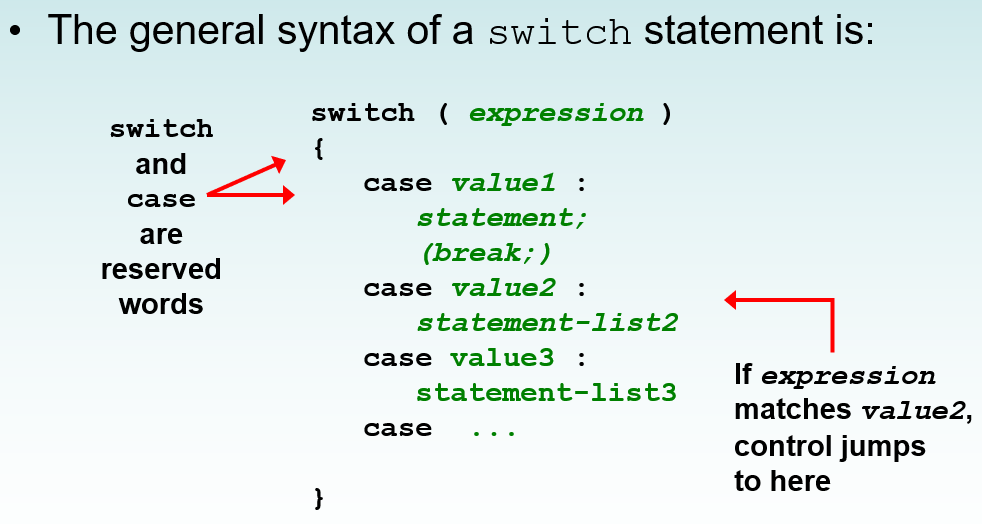 • The general syntax of a switch statement is:
switch
and
case
are
reserved
words
switch ( expression )
{
case value1 :
statement;
(break;)
case value2 :
statement-list2
case value3 :
statement-list3
case ...
}
If expression
matches value2,
control jumps
to here